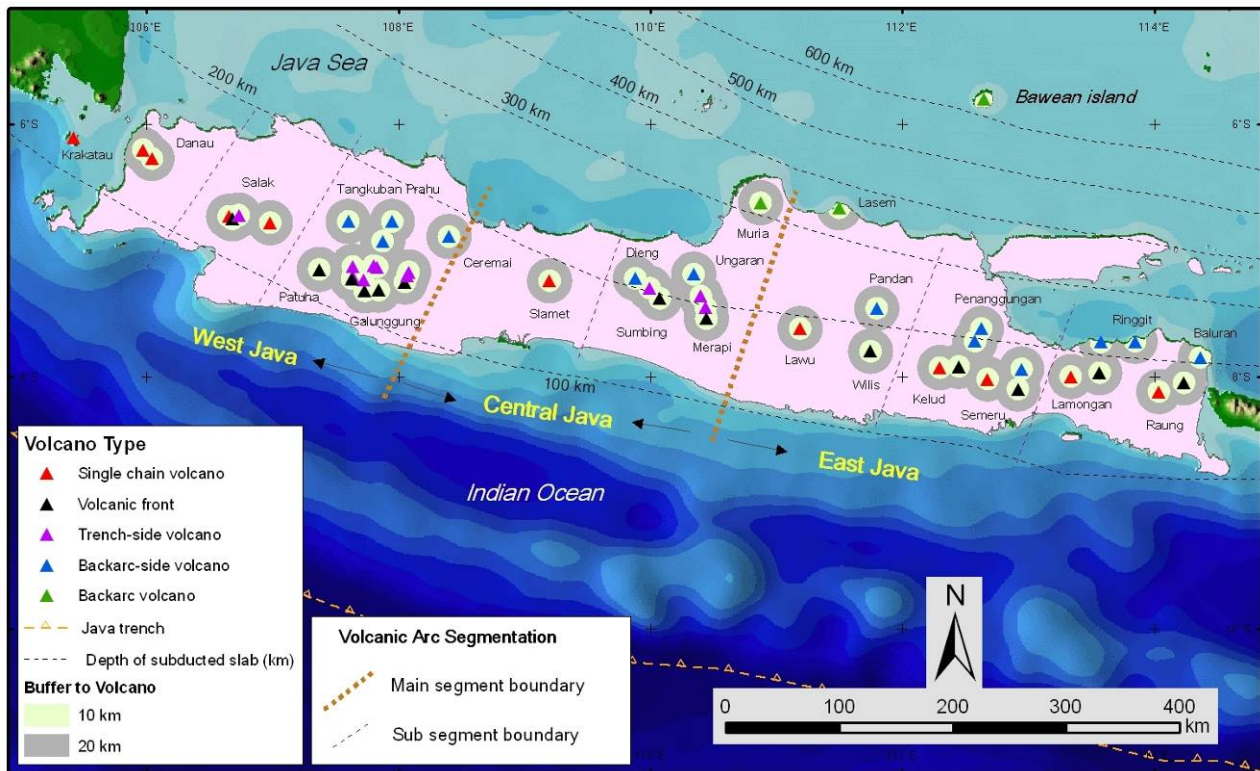 106°E
108°E
110°E
112°E
114°E
Java Sea
200 km
300 km
400 km
500 km
600 km
Bawean island
6°S
6°S
Krakatau
Danau
Salak
Tangkuban Prahu
Muria
Lasem
Ceremai
Dieng
Ungaran
Pandan
Penanggungan
Ringgit
Baluran
Patuha
Galunggung
Slamet
Sumbing
Merapi
Lawu
Wilis
Kelud
Semeru
Lamongan
Raung
8°S
100 km
West Java
Central Java
East Java
Indian Ocean
Volcano Type
Single chain volcano
Volcanic front
Trench-side volcano
Backarc-side volcano
Backarc volcano
Java trench
Depth of subducted slab (km)
Buffer to Volcano
10 km
20 km
Volcanic Arc Segmentation
Main segment boundary
Sub segment boundary
N
0
100
200
300
400
km